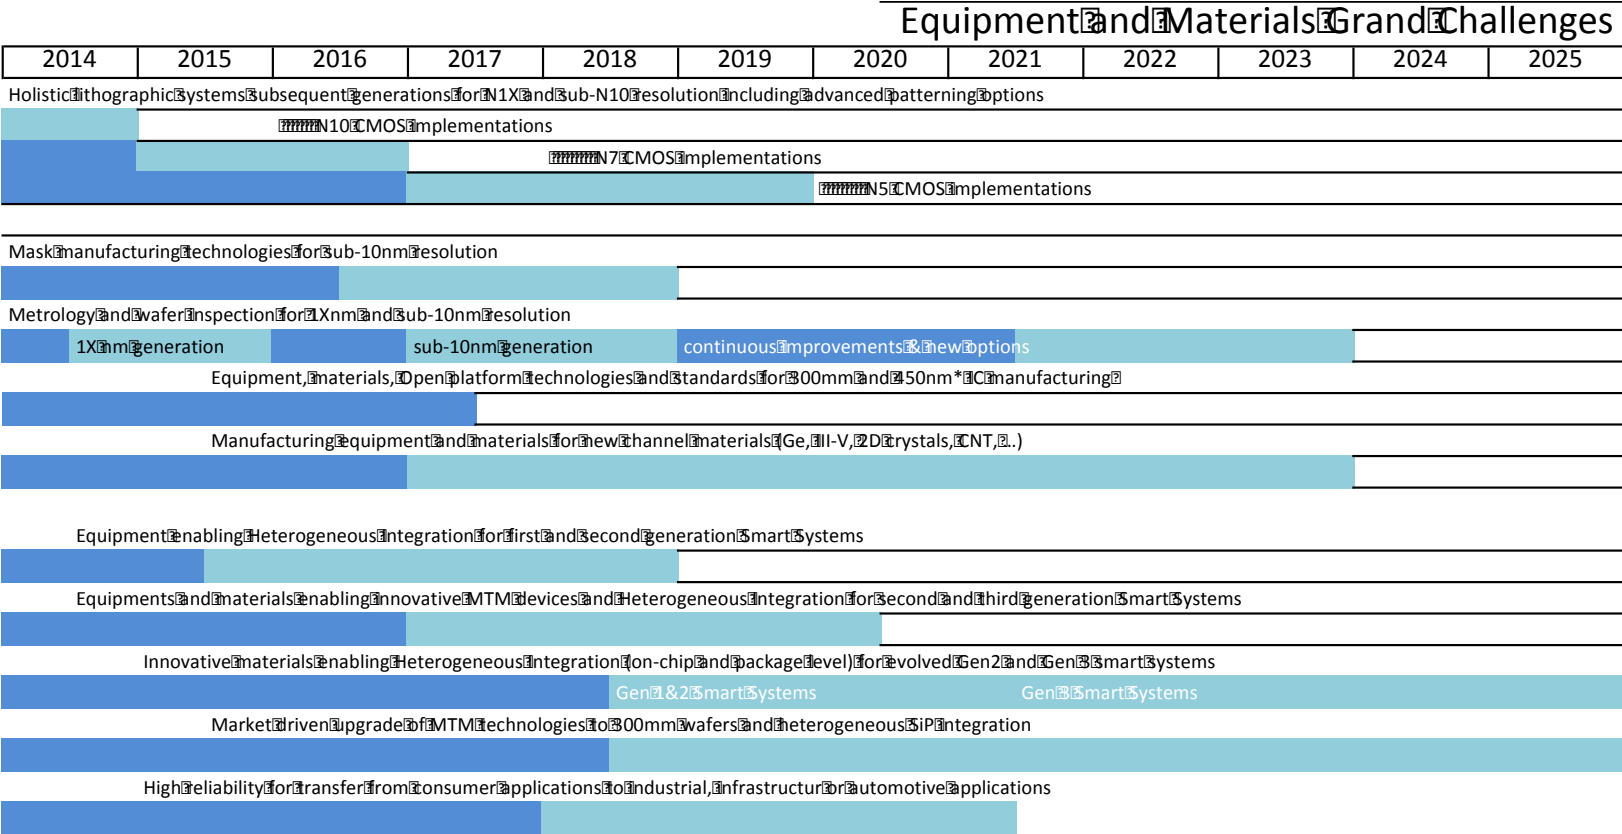 Equipment and Materials Grand Challenges
2014 2015 2016 2017 2018 2019 2020 2021 2022 2023 2024 2025
Holistic lithographic systems subsequent generations for N1X and sub-N10 resolution including advanced patterning options
N10 CMOS implementations
N7 CMOS implementations
N5 CMOS implementations
Mask manufacturing technologies for sub-10nm resolution
Metrology and wafer inspection for 1Xnm and sub-10nm resolution
1X nm generation sub-10nm generation continuous improvements & new options
Equipment, materials, Open platform technologies and standards for 300mm and 450nm* IC manufacturing
Manufacturing equipment and materials for new channel materials (Ge, III-V, 2D crystals, CNT, ...)
Equipment enabling Heterogeneous Integration for first and second generation Smart Systems
Equipments and materials enabling innovative MTM devices and Heterogeneous Integration for second and third generation Smart Systems
Innovative materials enabling Heterogeneous Integration (on-chip and package level) for evolved Gen2 and Gen 3 smart systems
Gen 1&2 Smart Systems Gen 3 Smart Systems
Market driven upgrade of MTM technologies to 300mm wafers and heterogeneous SiP integration
High reliability for transfer from consumer applications to industrial, infrastructur or automotive applications